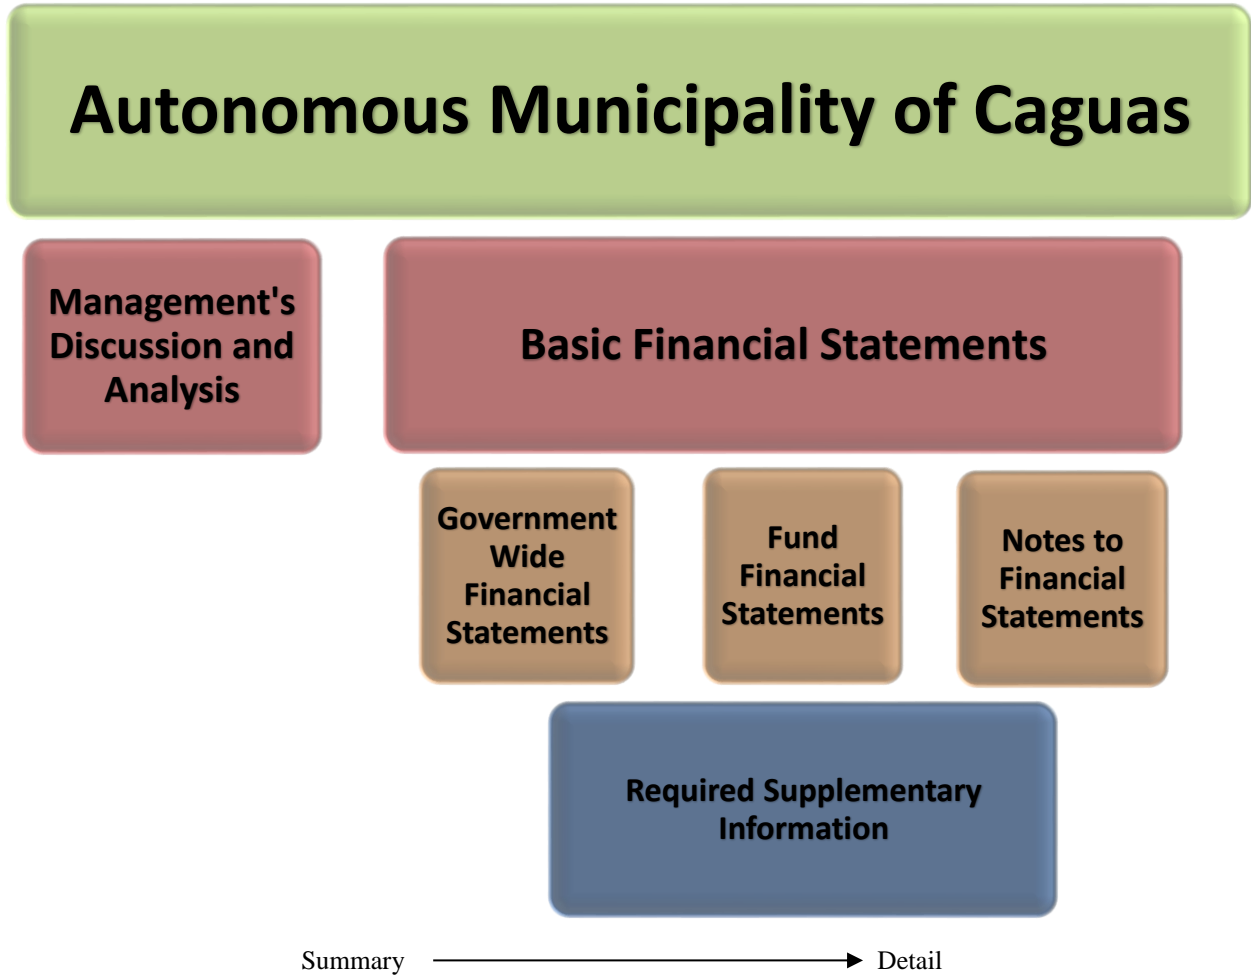 Autonomous Municipality of Caguas
Management's
Discussion and
Analysis
Basic Financial Statements
Government
Wide
Financial
Statements
Fund
Financial
Statements
Notes to
Financial
Statements
Required Supplementary
Information
Summary
Detail